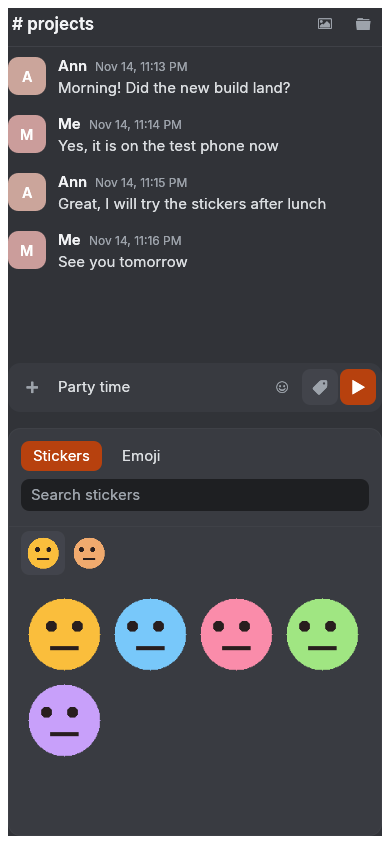 # projects
A
Ann Nov 14, 11:13 PM
Morning! Did the new build land?
M
Me Nov 14, 11:14 PM
Yes, it is on the test phone now
A
Ann Nov 14, 11:15 PM
Great, I will try the stickers after lunch
M
Me Nov 14, 11:16 PM
See you tomorrow
Party time
Stickers Emoji
Search stickers